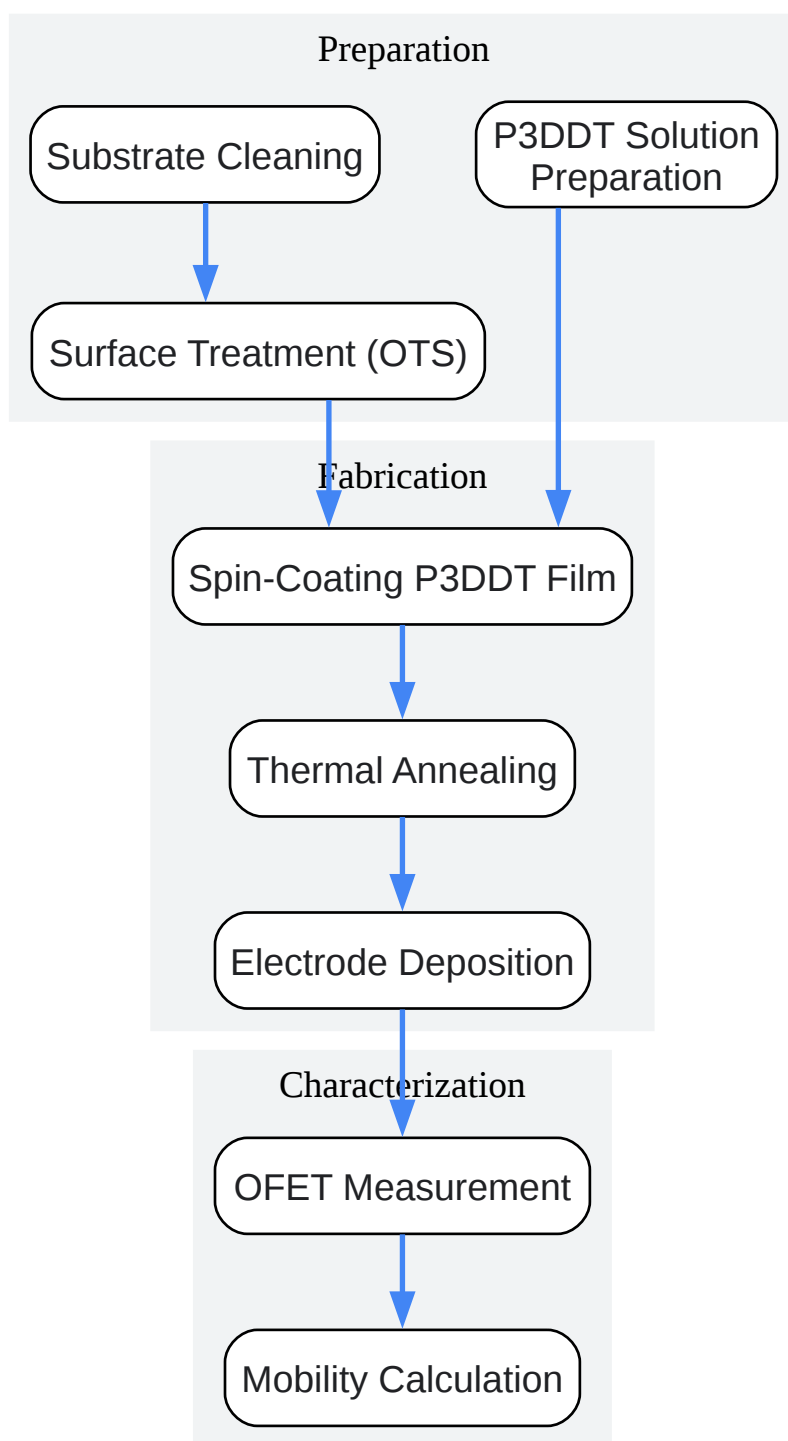 Preparation
Substrate Cleaning
P3DDT Solution
Preparation
Surface Treatment (OTS)
Fabrication
Spin-Coating P3DDT Film
Thermal Annealing
Electrode Deposition
Characterization
OFET Measurement
Mobility Calculation